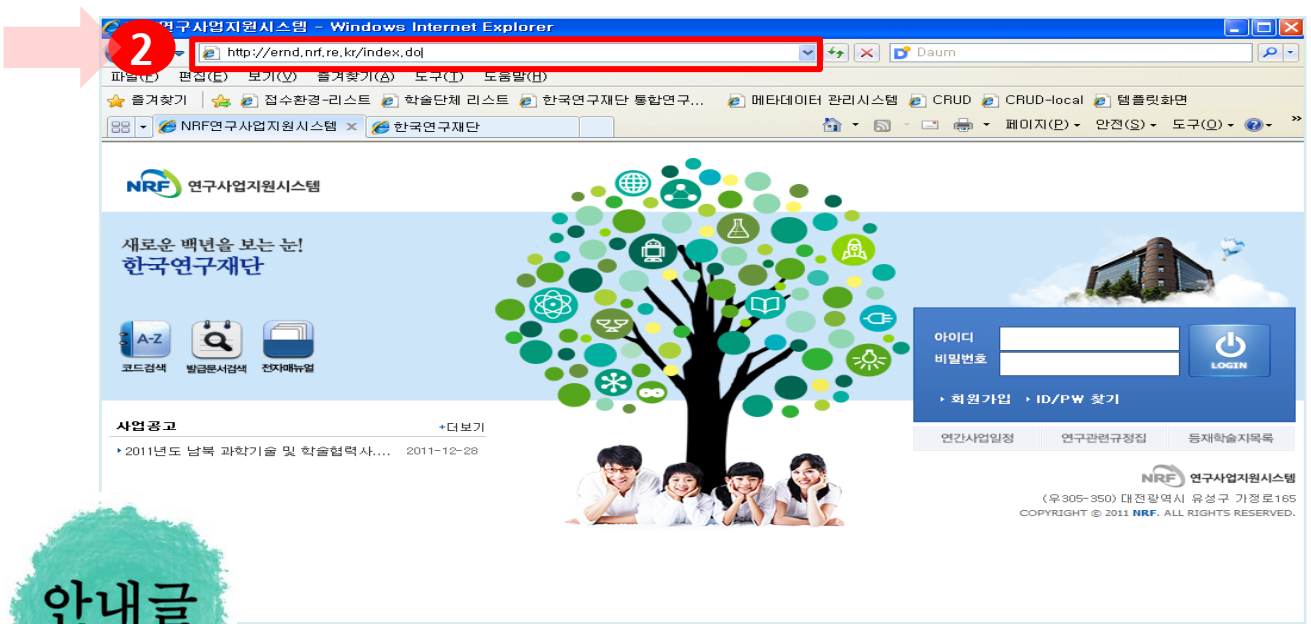 연구사업지원시스템 - Windows Internet Explorer
2
http://ernd.nrf.re.kr/index.do
Daum
파일(F) 편집(E) 보기(V) 즐겨찾기(A) 도구(T) 도움말(H)
즐겨찾기 접수환경-리스트 학술단체 리스트 한국연구재단 통합연구... 메타데이터 관리시스템 CRUD CRUD-local 템플릿화면
NRF연구사업지원시스템 한국연구재단 페이지(P) 안전(S) 도구(O) »
NRF 연구사업지원시스템
새로운 백년을 보는 눈!
한국연구재단
A-Z
코드검색 발급문서검색 전자매뉴얼
아이디
비밀번호
LOGIN
회원가입 ID/PW 찾기
사업공고 +더보기
2011년도 남북 과학기술 및 학술협력사.... 2011-12-28
연간사업일정 연구관련규정집 등재학술지목록
NRF 연구사업지원시스템
(우305-350) 대전광역시 유성구 가정로165
COPYRIGHT © 2011 NRF. ALL RIGHTS RESERVED.
안내글